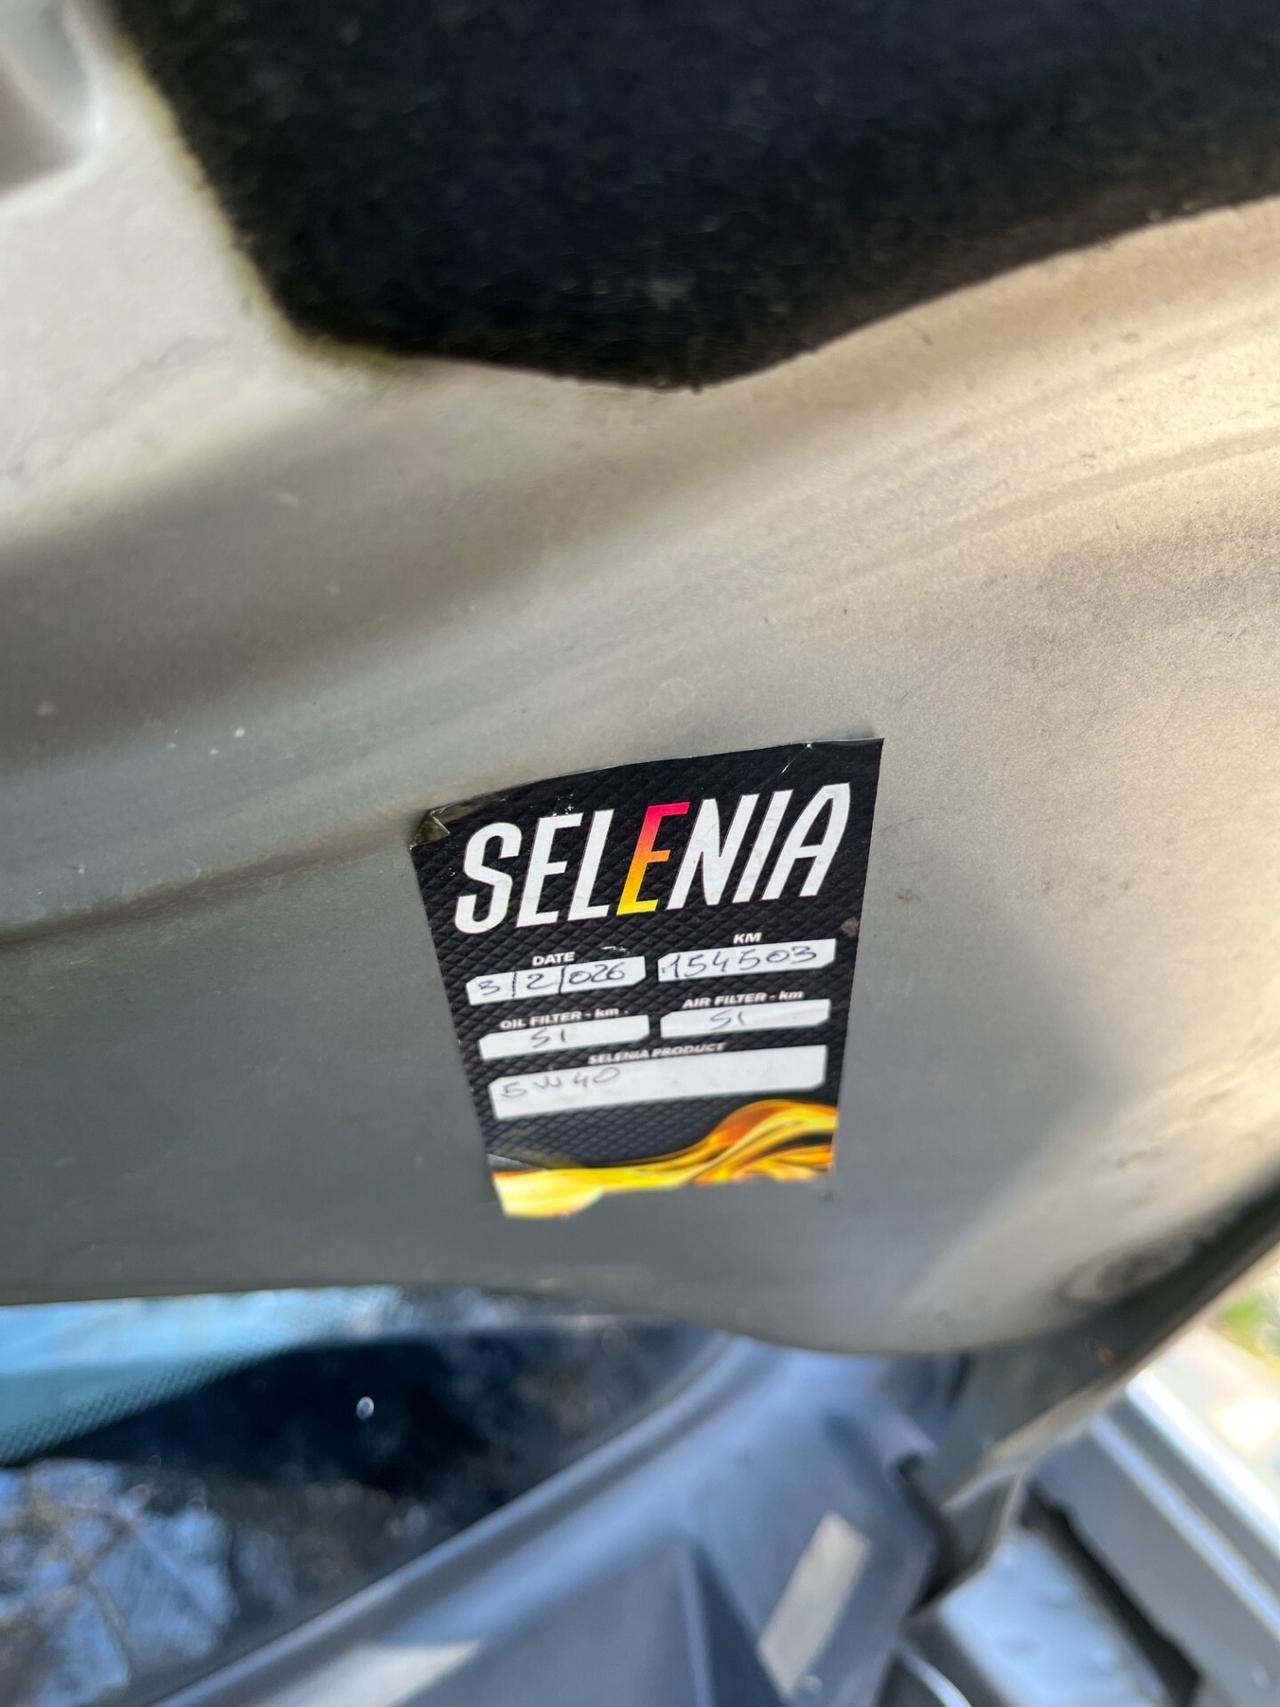 SELENIA
DATE KM
3/2/026 154503
OIL FILTER - km. AIR FILTER - km
SI SI
SELENIA PRODUCT
5W40